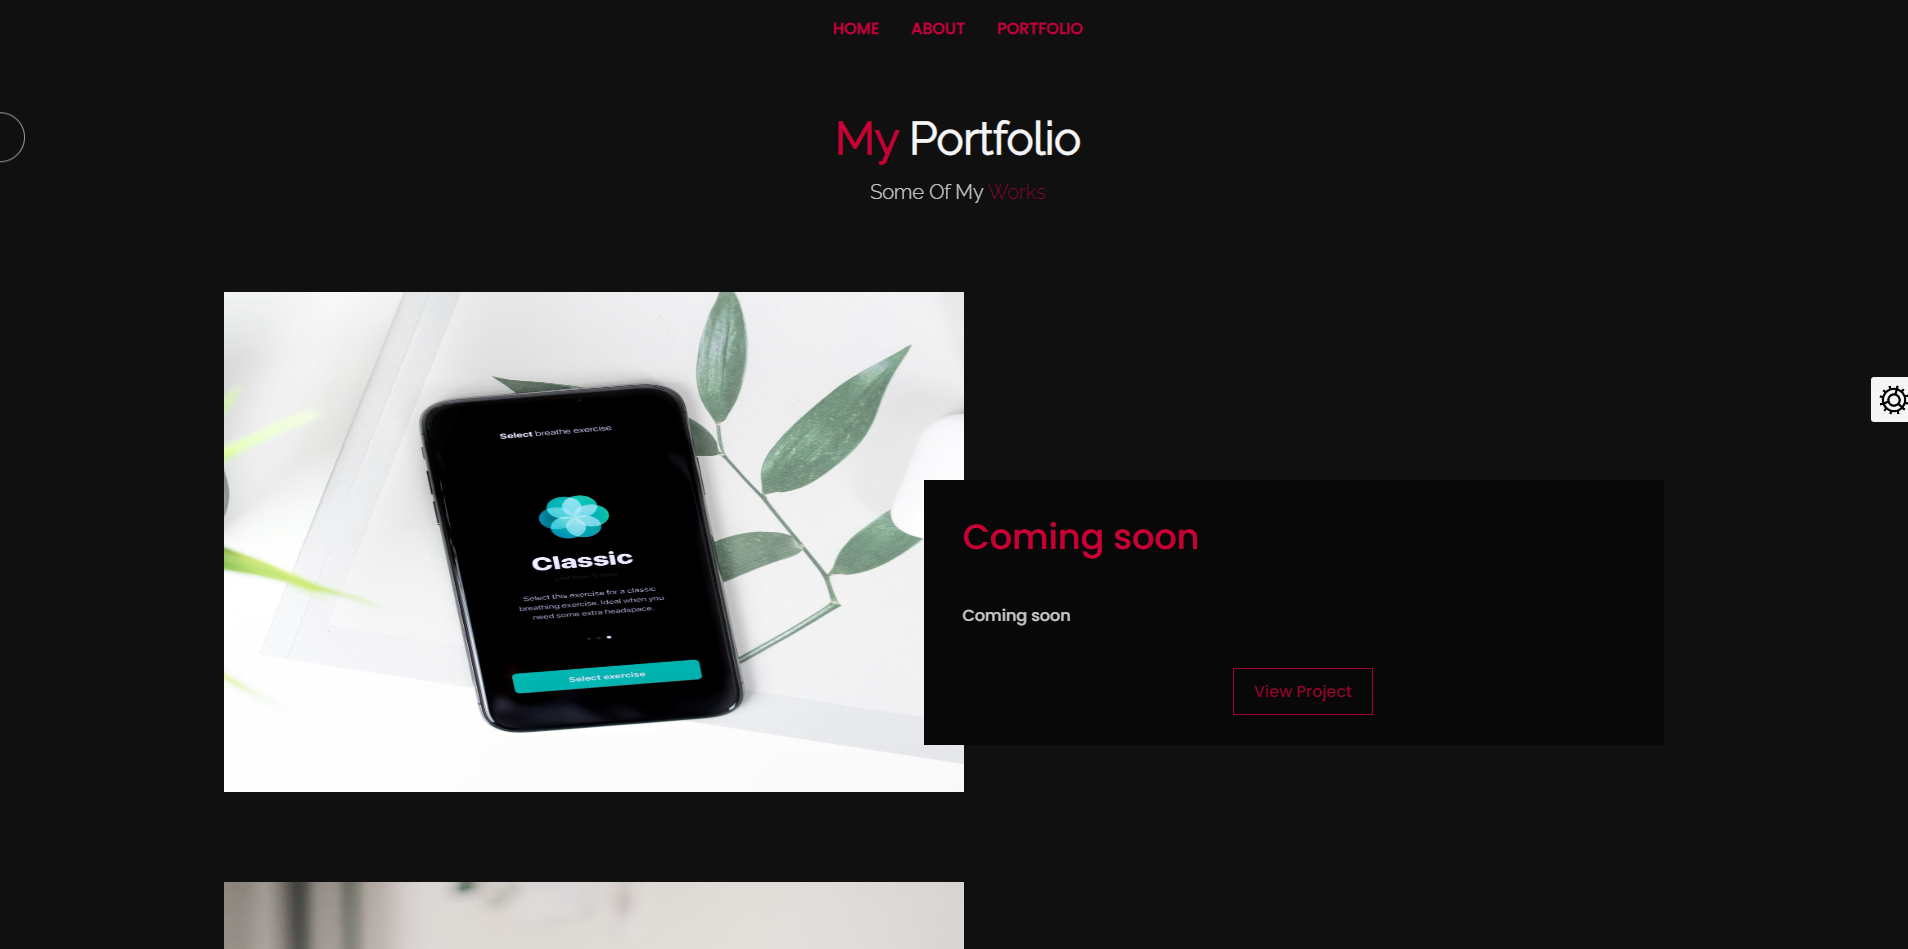 HOME ABOUT PORTFOLIO
My Portfolio
Some Of My Works
Select breathe exercise
Classic
Select this exercise for a classic
breathing exercise. Ideal when you
need some extra headspace.
Select exercise
Coming soon
Coming soon
View Project